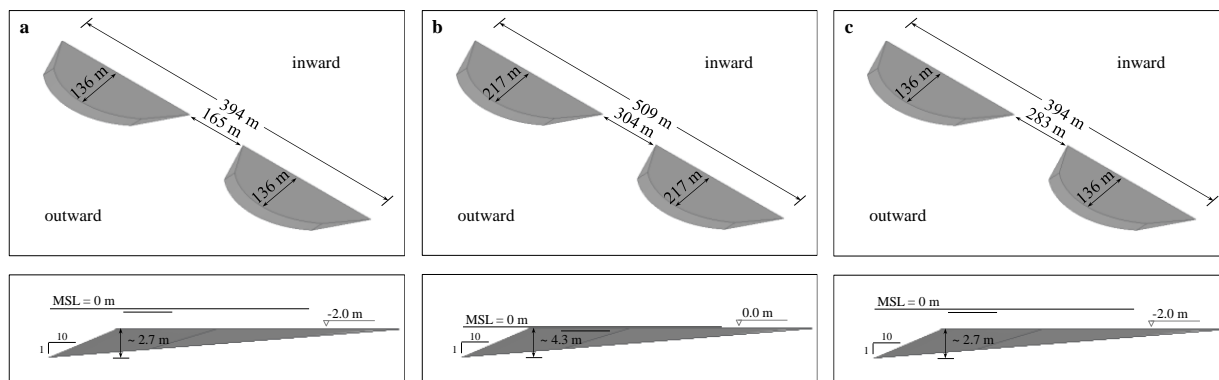 a
inward
136 m
394 m
165 m
136 m
outward
MSL = 0 m
-2.0 m
10
1
~ 2.7 m
b
inward
217 m
509 m
304 m
217 m
outward
MSL = 0 m
0.0 m
10
1
~ 4.3 m
c
inward
136 m
394 m
283 m
136 m
outward
MSL = 0 m
-2.0 m
10
1
~ 2.7 m